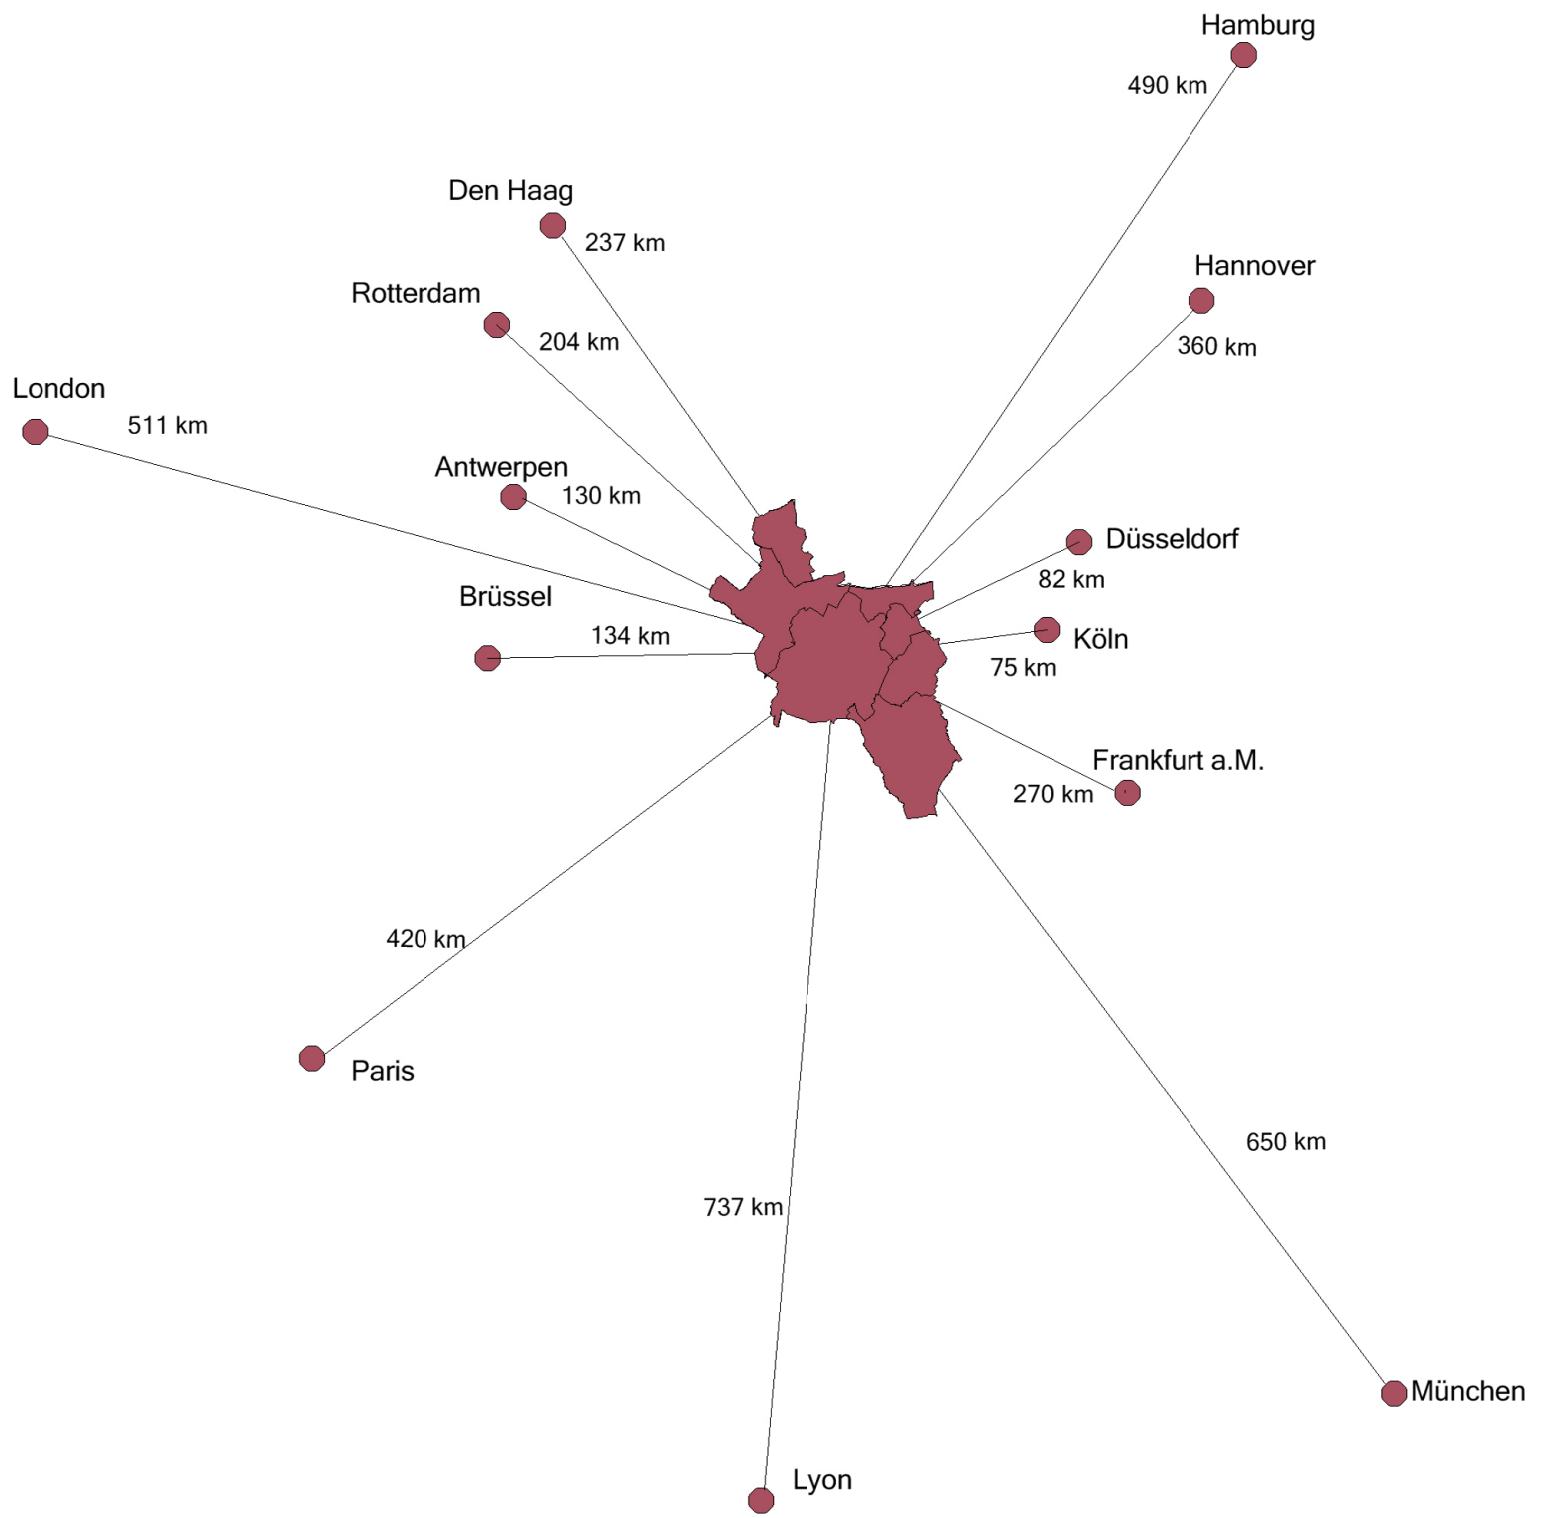 Hamburg
490 km
Den Haag
237 km
Hannover
360 km
Rotterdam
204 km
London
511 km
Antwerpen
130 km
Düsseldorf
82 km
Brüssel
134 km
Köln
75 km
Frankfurt a.M.
270 km
420 km
Paris
650 km
737 km
München
Lyon